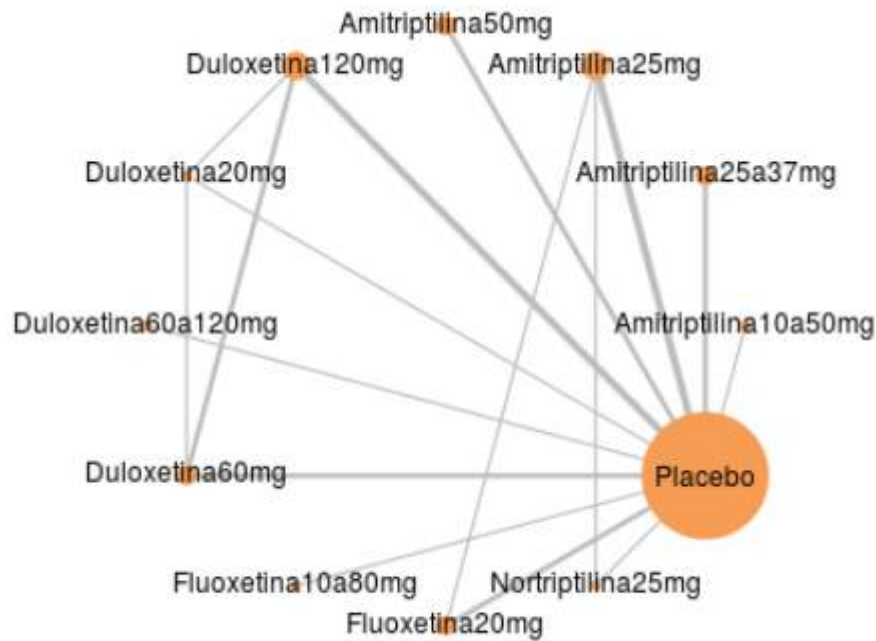 Amitriptilina50mg
Duloxetina120mg
Amitriptilina25mg
Duloxetina20mg
Amitriptilina25a37mg
Duloxetina60a120mg
Amitriptilina10a50mg
Duloxetina60mg
Placebo
Fluoxetina10a80mg
Nortriptilina25mg
Fluoxetina20mg